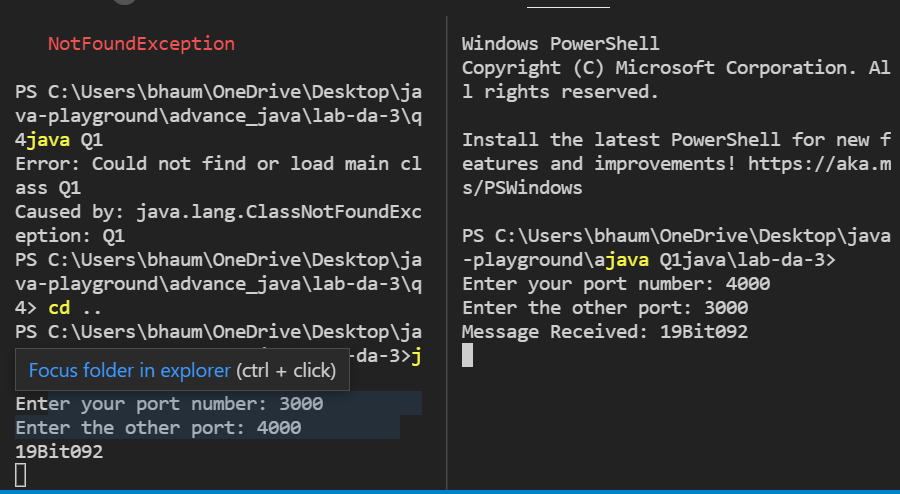 NotFoundException
PS C:\Users\bhaum\OneDrive\Desktop\ja
va-playground\advance_java\lab-da-3\q
4java Q1
Error: Could not find or load main cl
ass Q1
Caused by: java.lang.ClassNotFoundExc
eption: Q1
PS C:\Users\bhaum\OneDrive\Desktop\ja
va-playground\advance_java\lab-da-3\q
4> cd ..
PS C:\Users\bhaum\OneDrive\Desktop\ja
-da-3>j
Focus folder in explorer (ctrl + click)
Enter your port number: 3000
Enter the other port: 4000
19Bit092
Windows PowerShell
Copyright (C) Microsoft Corporation. Al
l rights reserved.
Install the latest PowerShell for new f
eatures and improvements! https://aka.m
s/PSWindows
PS C:\Users\bhaum\OneDrive\Desktop\java
-playground\ajava Q1java\lab-da-3>
Enter your port number: 4000
Enter the other port: 3000
Message Received: 19Bit092